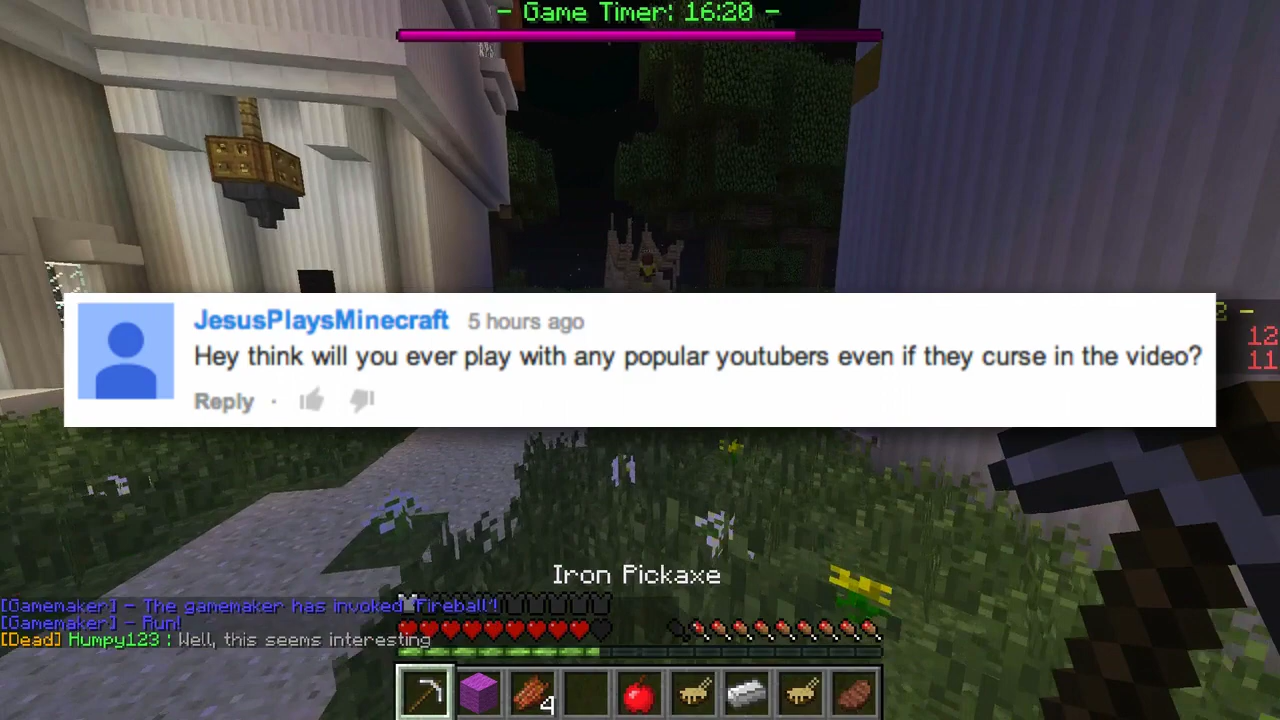 - Game Timer: 16:20 -
JesusPlaysMinecraft 5 hours ago
Hey think will you ever play with any popular youtubers even if they curse in the video?
Reply ·
2 -
12
11
Iron Pickaxe
[Gamemaker] - The gamemaker has invoked 'Fireball'!
[Gamemaker] - Run!
[Dead] Humpy123 : Well, this seems interesting
4